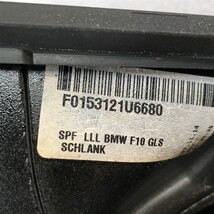 F0153121U6680
SPF LLL BMW F10 GLS
SCHLANK